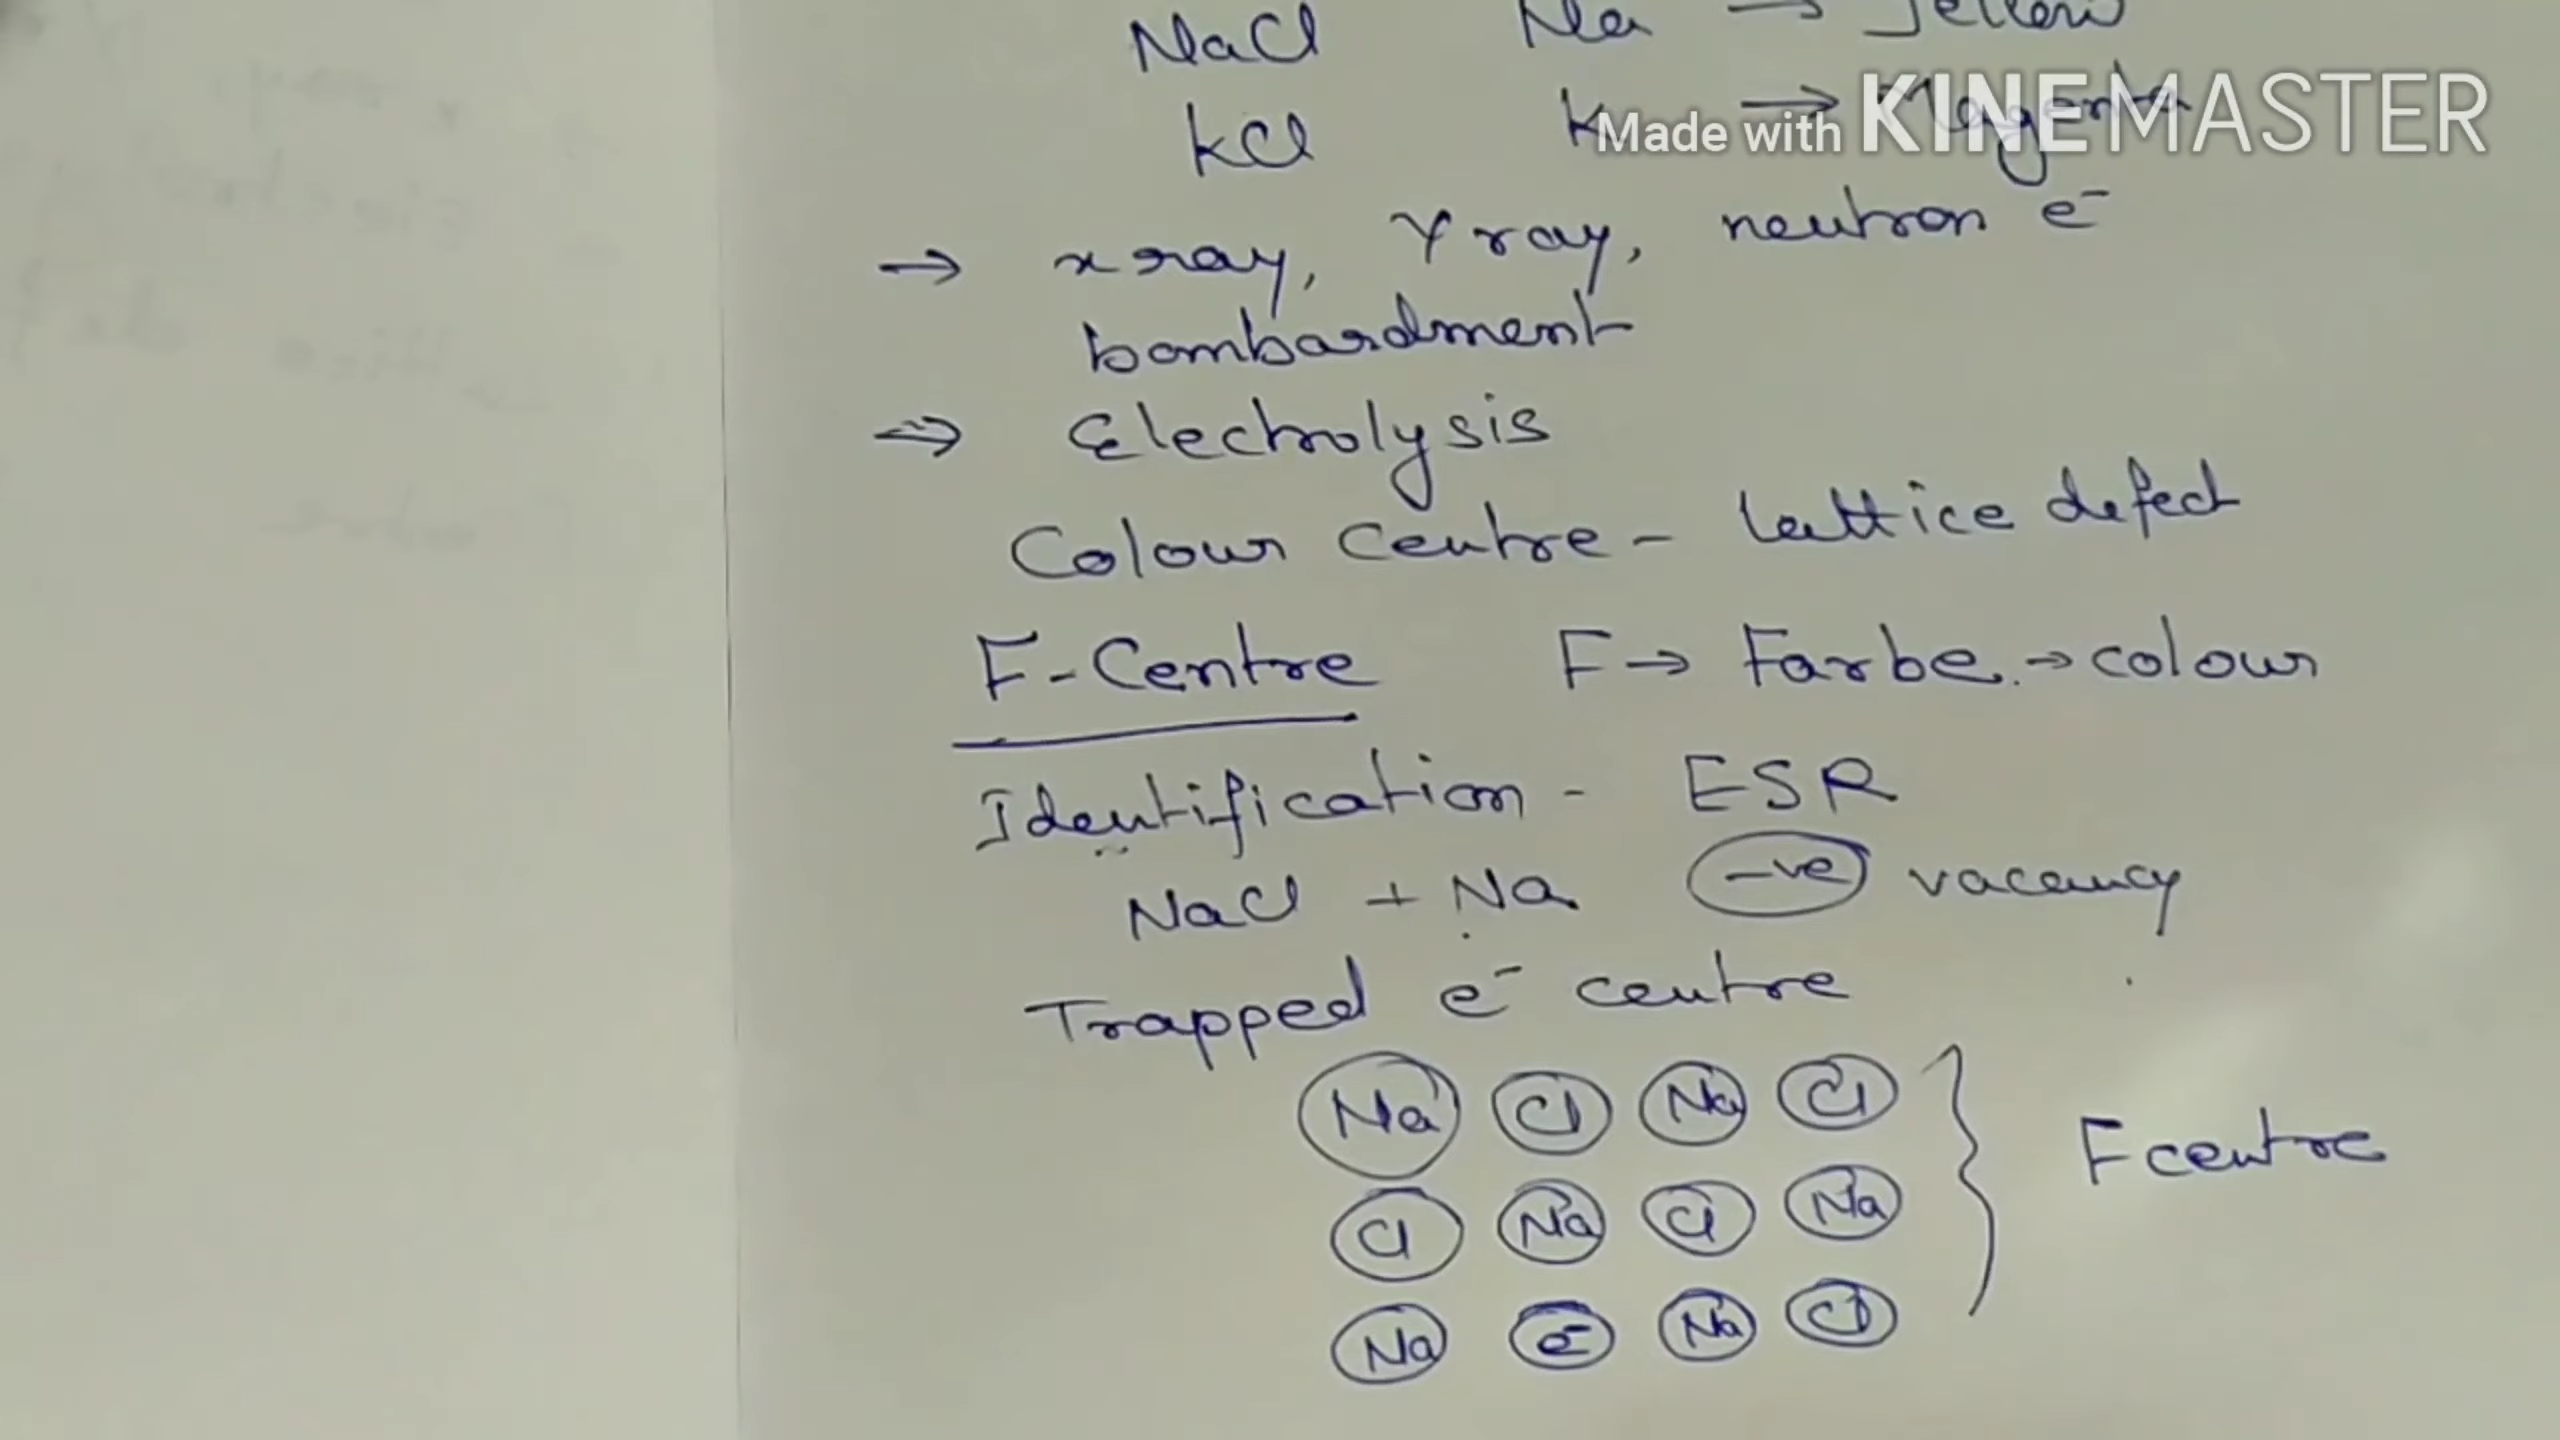 NaCl Na → Yellow
KCl K → Magenta
Made with KINEMASTER
→ x ray, γ ray, neutron e⁻
bombardment
⇒ Electrolysis
Colour Centre - lattice defect
F-Centre F → Farbe. → colour
Identification - ESR
NaCl + Na -ve vacancy
Trapped e⁻ centre
Na Cl Na Cl
Cl Na Cl Na
F centre
Na e⁻ Na Cl